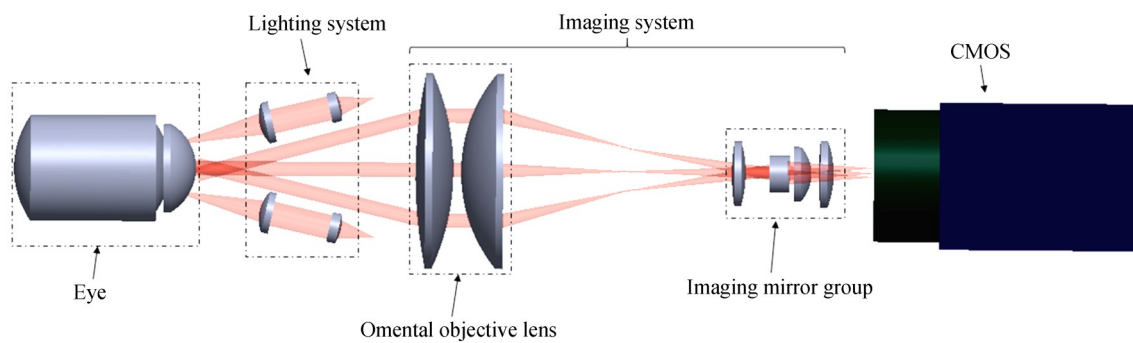 Lighting system
Imaging system
CMOS
Eye
Omental objective lens
Imaging mirror group